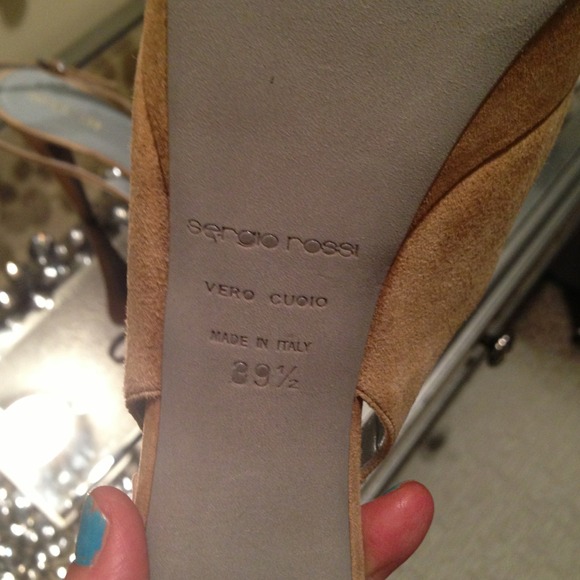 sergio rossi
VERO CUOIO
MADE IN ITALY
39½